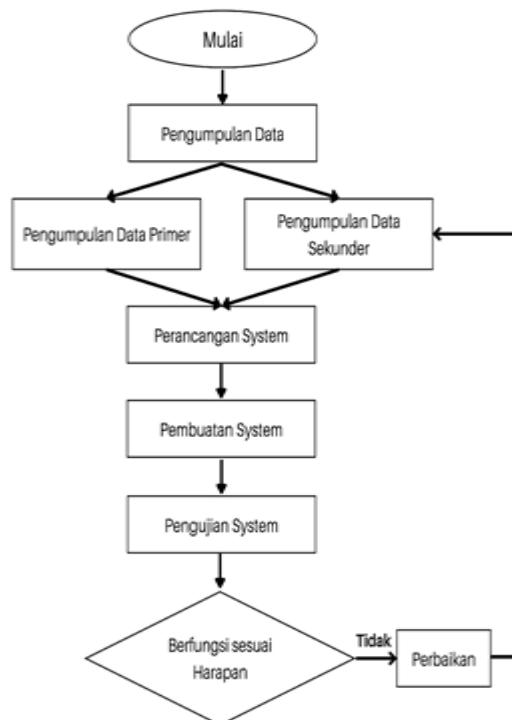 Mulai
Pengumpulan Data
Pengumpulan Data Primer
Pengumpulan Data
Sekunder
Perancangan System
Pembuatan System
Pengujian System
Berfungsi sesuai
Harapan
Tidak
Perbaikan